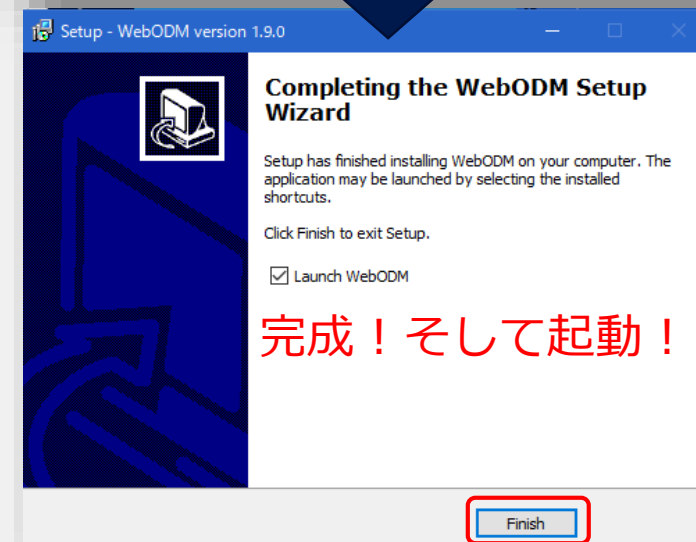 Setup - WebODM version 1.9.0
Completing the WebODM Setup
Wizard
Setup has finished installing WebODM on your computer. The
application may be launched by selecting the installed
shortcuts.
Click Finish to exit Setup.
Launch WebODM
完成！そして起動！
Finish